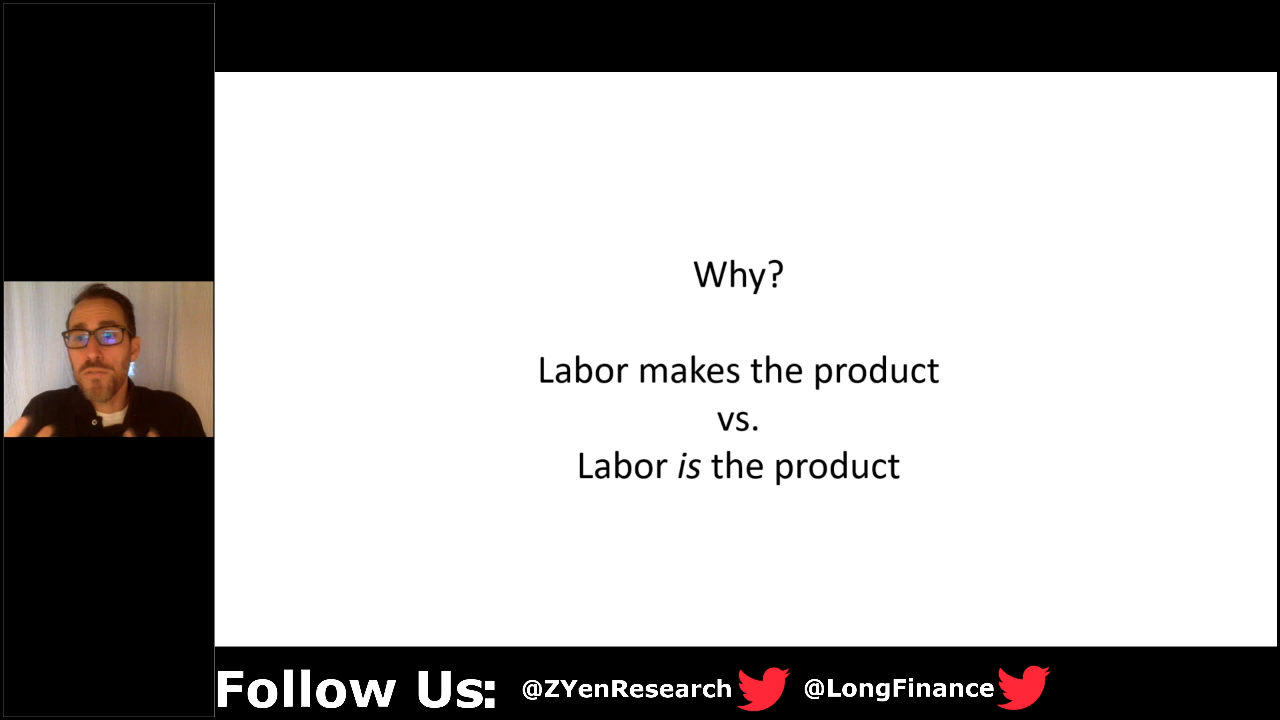 Why?
Labor makes the product
vs.
Labor is the product
Follow Us: @ZYenResearch @LongFinance